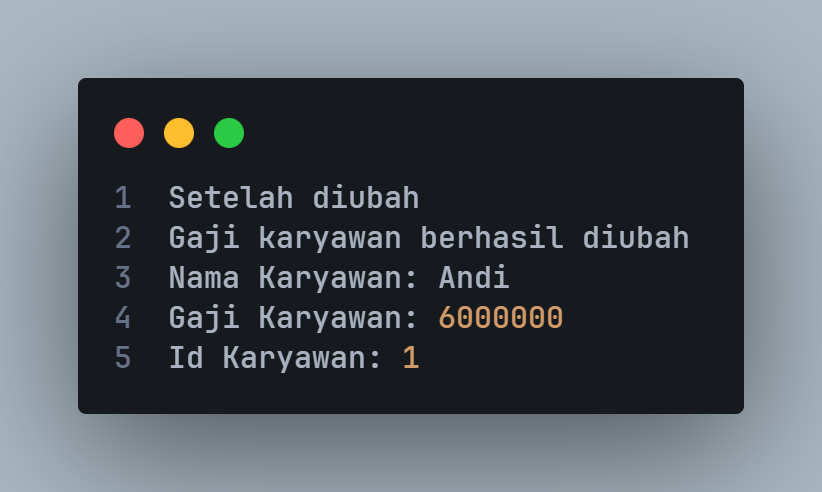 1 Setelah diubah
2 Gaji karyawan berhasil diubah
3 Nama Karyawan: Andi
4 Gaji Karyawan: 6000000
5 Id Karyawan: 1